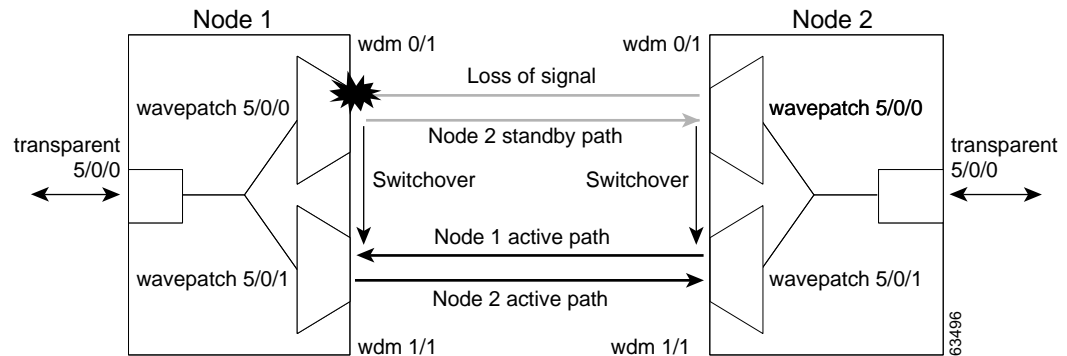 Node 1
Node 2
wdm 0/1
wdm 0/1
Loss of signal
wavepatch 5/0/0
wavepatch 5/0/0
Node 2 standby path
transparent
5/0/0
transparent
5/0/0
Switchover
Switchover
Node 1 active path
wavepatch 5/0/1
wavepatch 5/0/1
Node 2 active path
wdm 1/1
wdm 1/1
63496